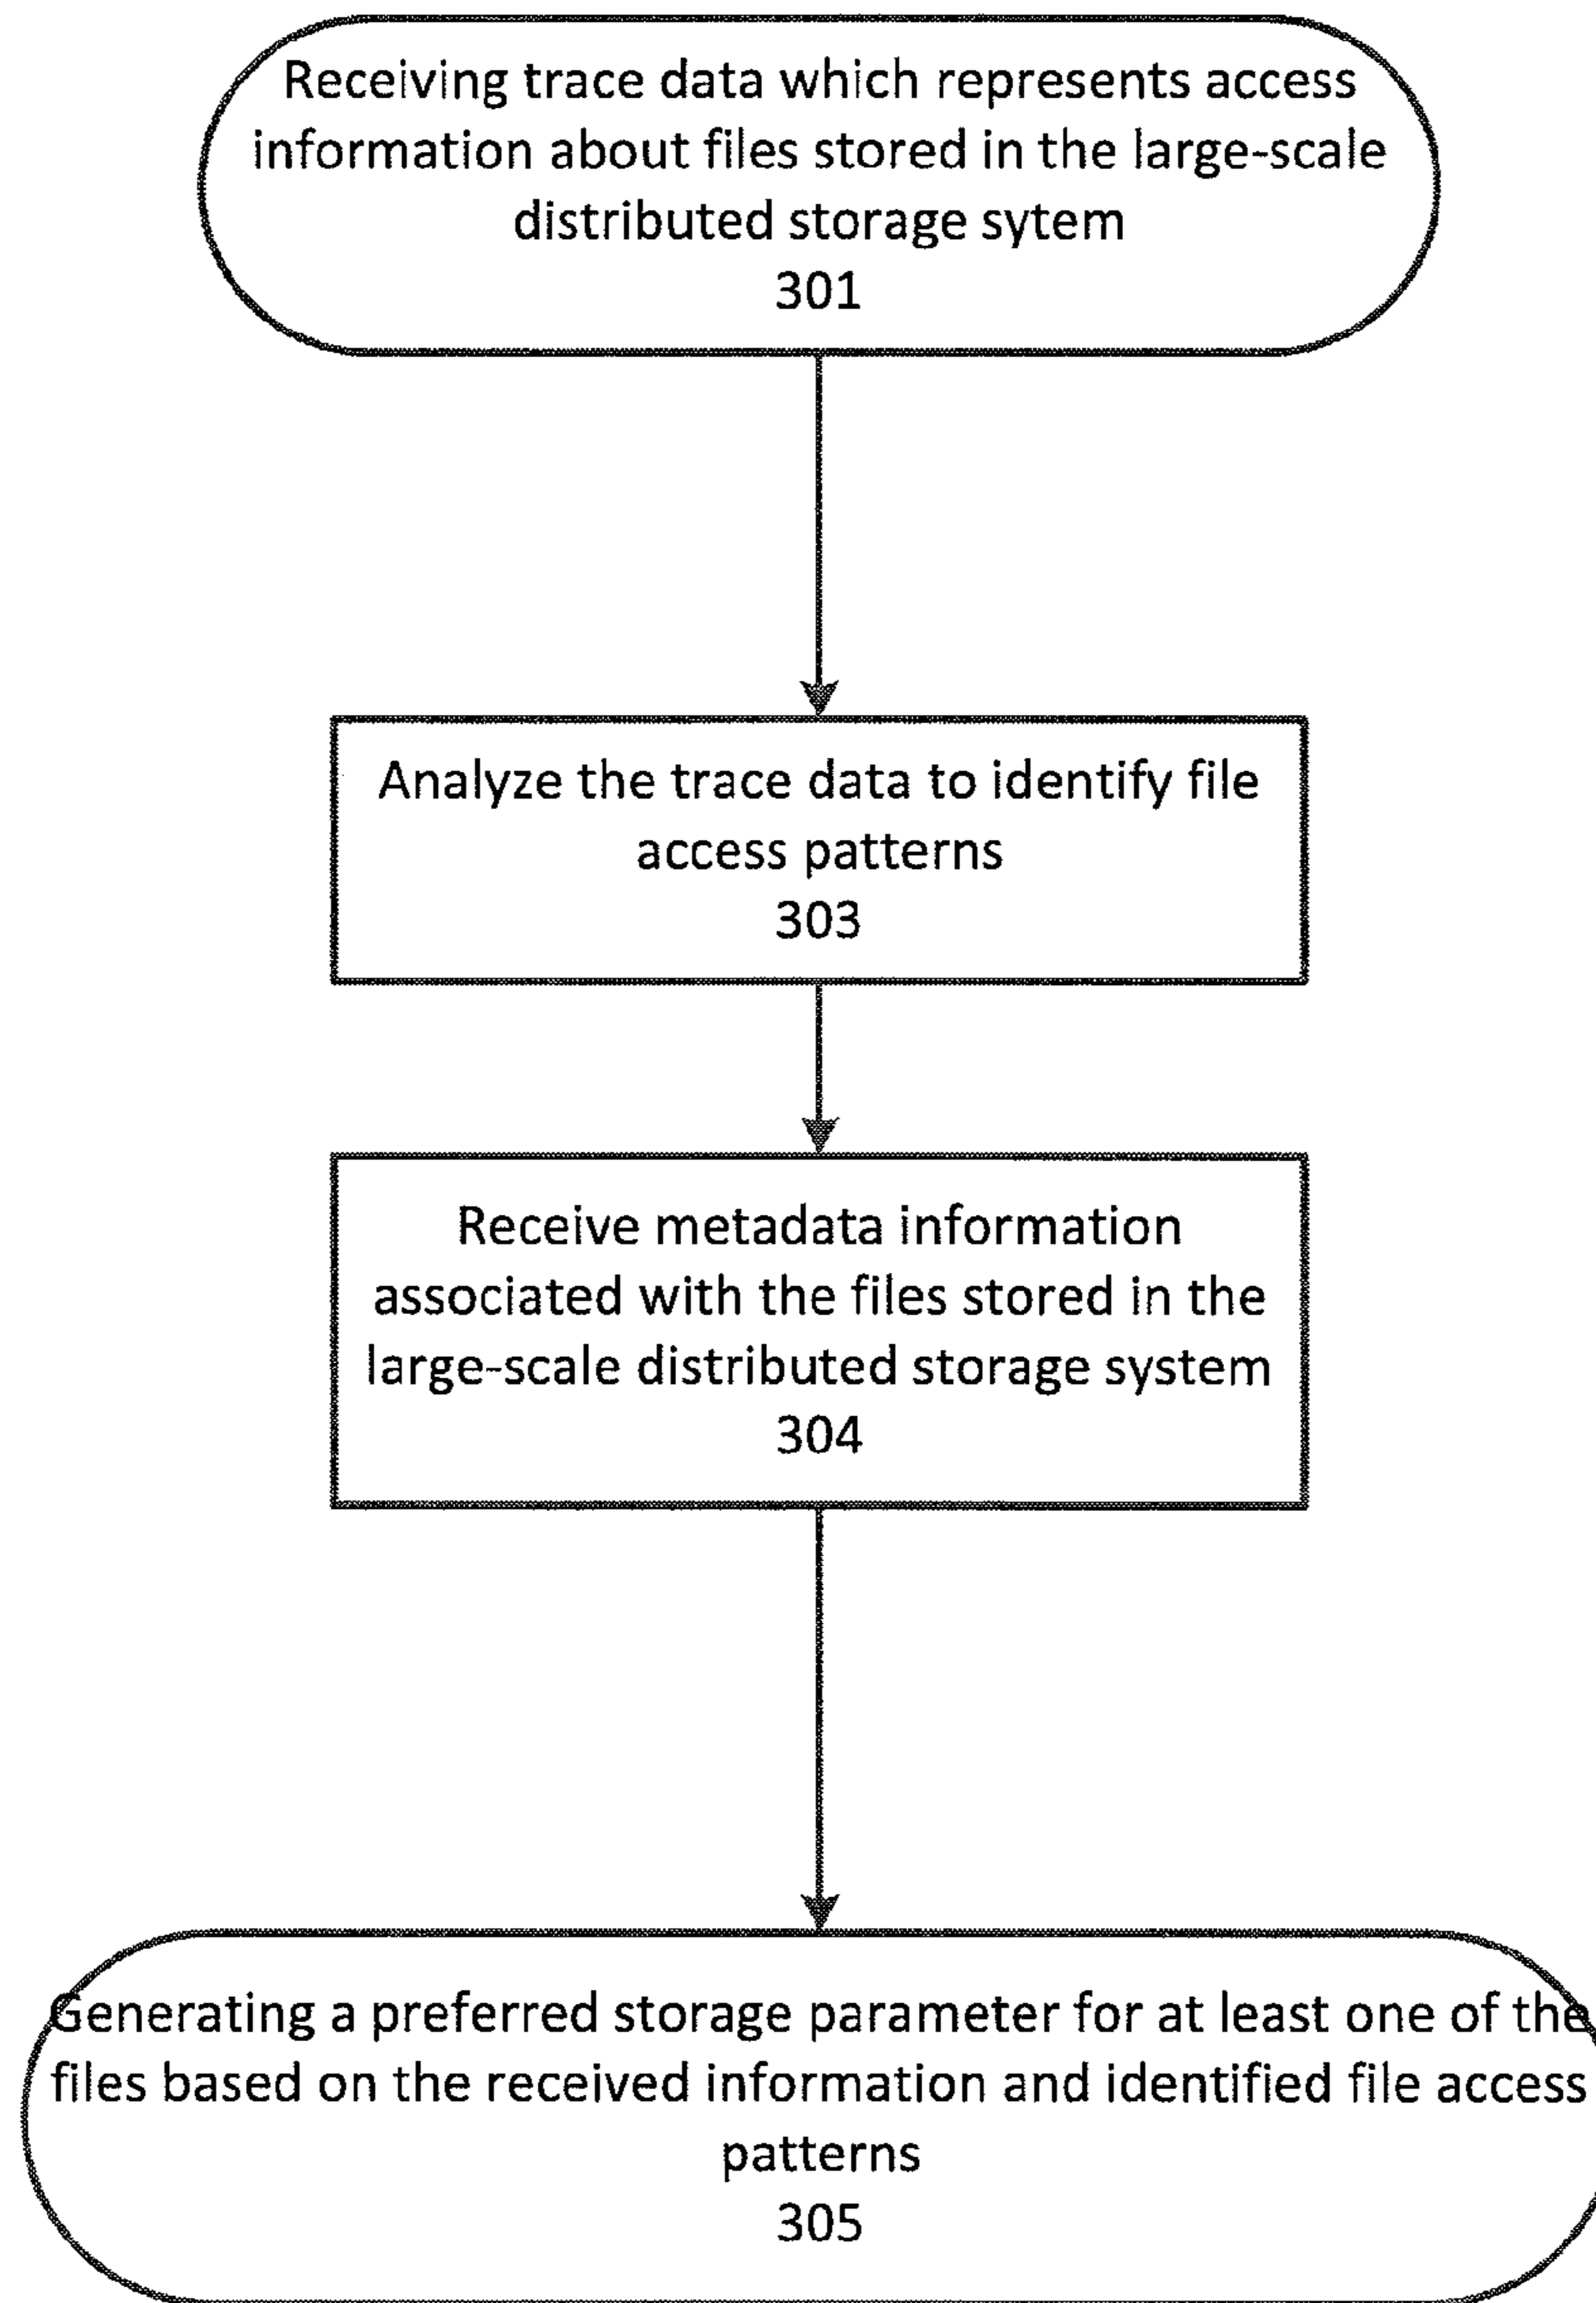 Receiving trace data which represents access
information about files stored in the large-scale
distributed storage sytem
301
Analyze the trace data to identify file
access patterns
303
Receive metadata information
associated with the files stored in the
large-scale distributed storage system
304
Generating a preferred storage parameter for at least one of the
files based on the received information and identified file access
patterns
305